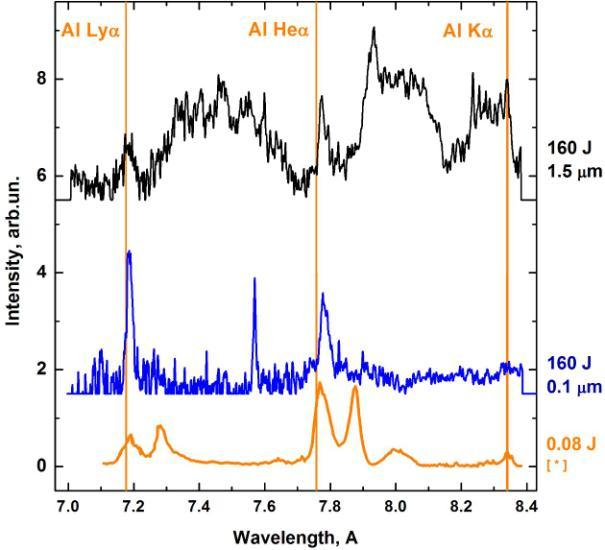 Al Lyα
Al Heα
Al Kα
8
6
4
2
0
160 J
1.5 μm
160 J
0.1 μm
0.08 J
[*]
Intensity, arb.un.
7.0 7.2 7.4 7.6 7.8 8.0 8.2 8.4
Wavelength, A